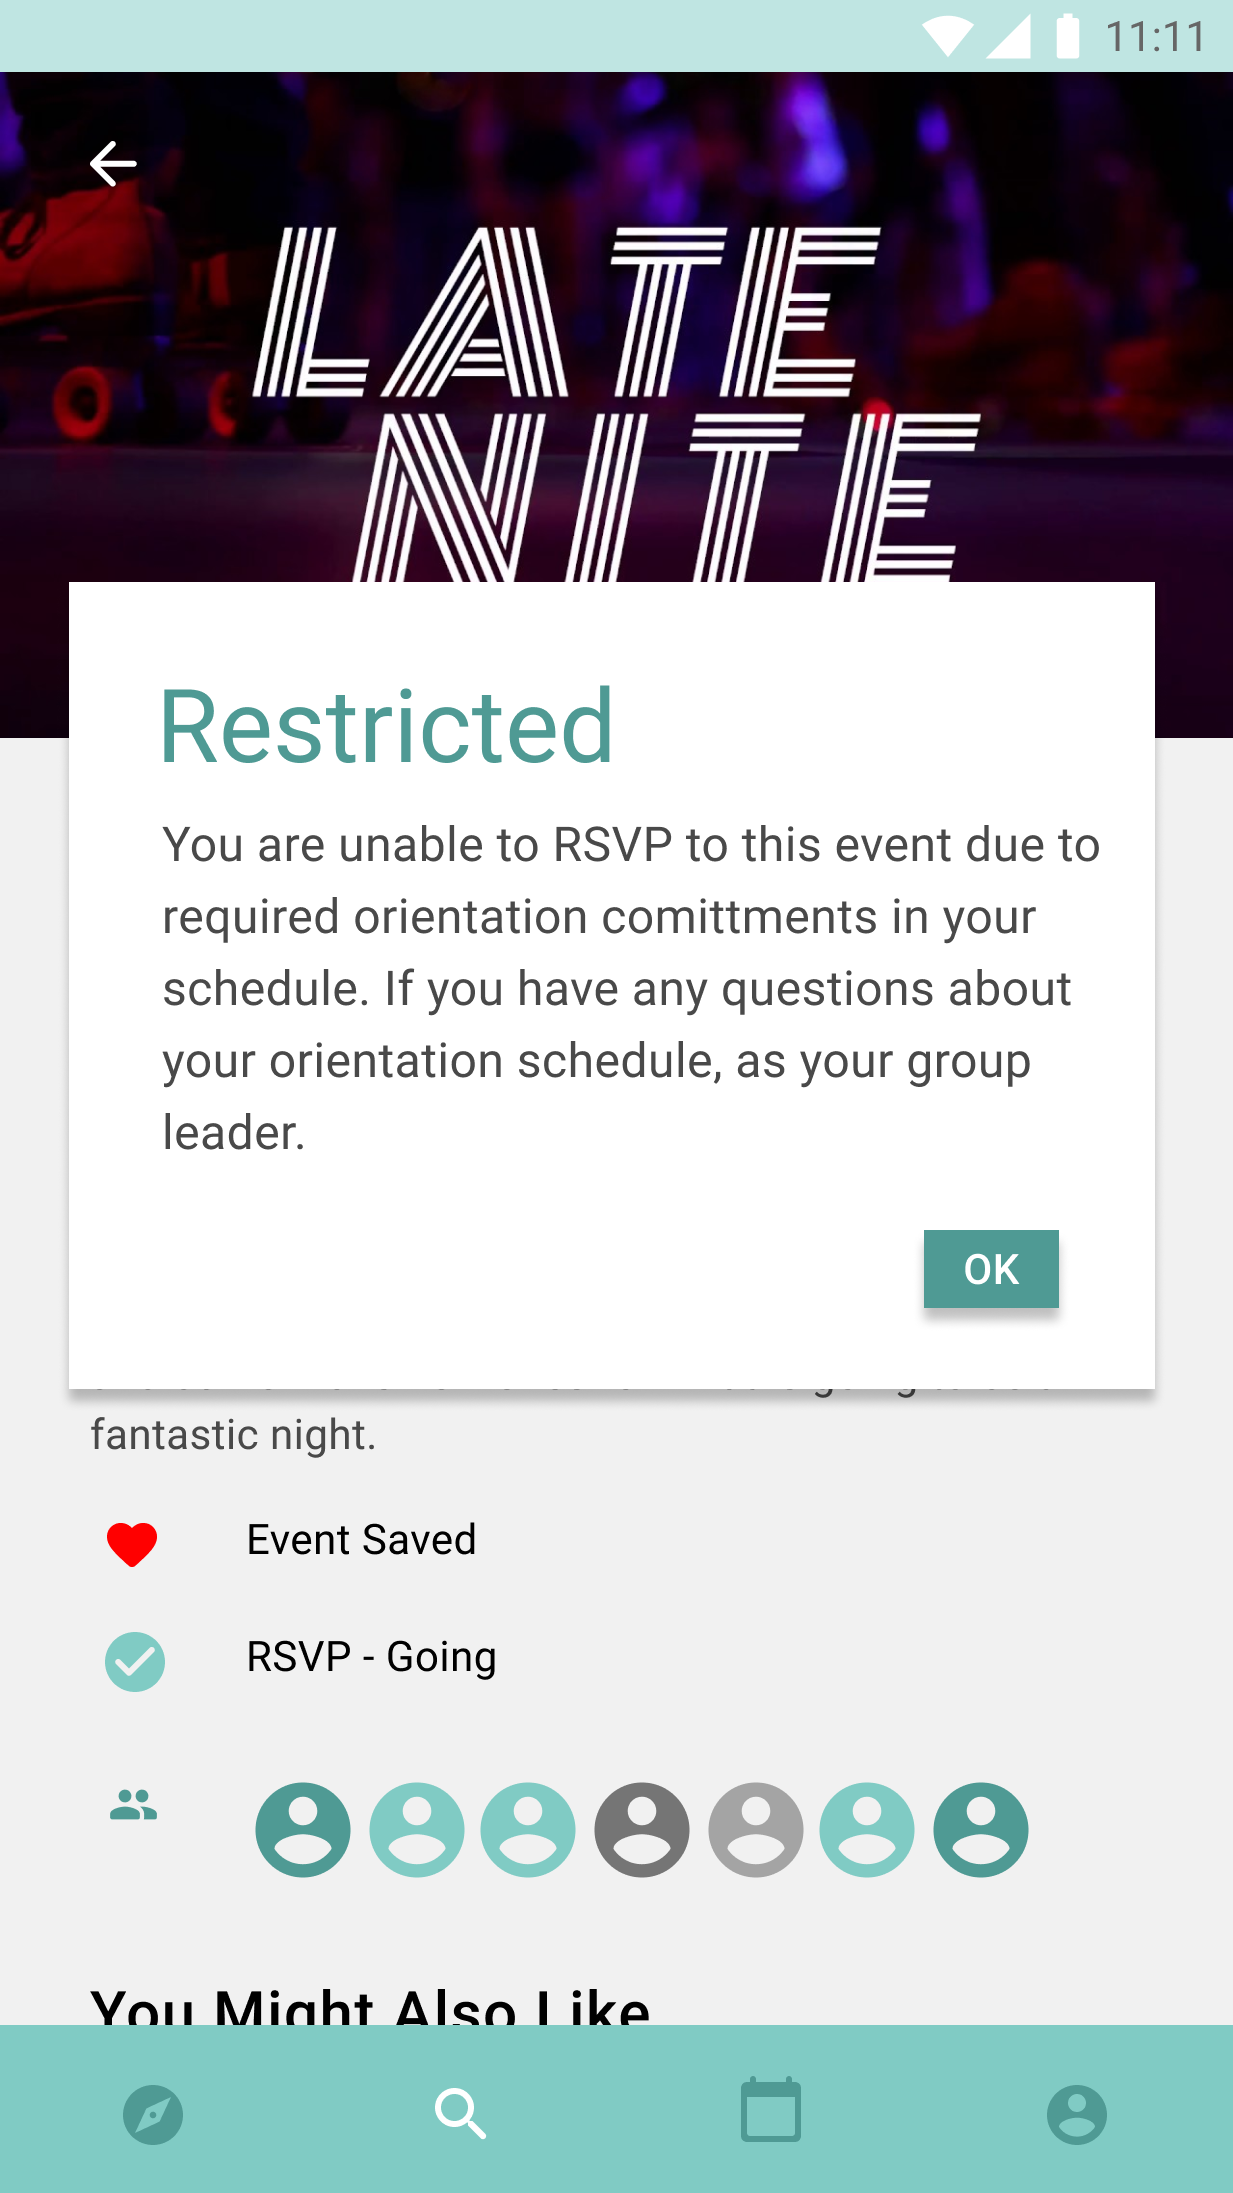 11:11
LATE
NITE
Restricted
You are unable to RSVP to this event due to
required orientation comittments in your
schedule. If you have any questions about
your orientation schedule, as your group
leader.
OK
fantastic night.
Event Saved
RSVP - Going
You Might Also Like